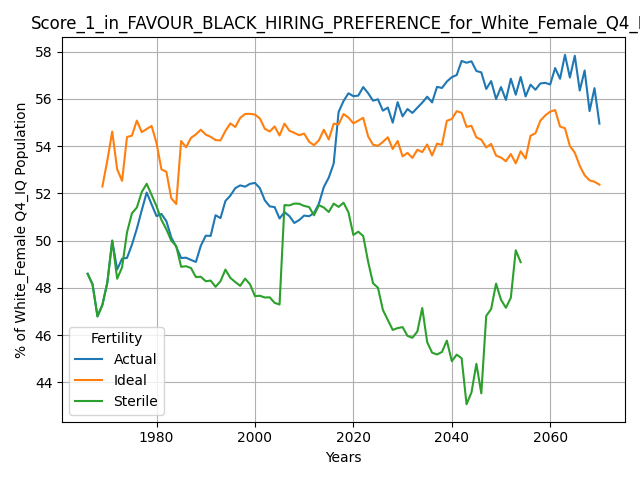 Score_1_in_FAVOUR_BLACK_HIRING_PREFERENCE_for_White_Female_Q4_I
% of White_Female Q4_IQ Population
58
56
54
52
50
48
46
44
Fertility
Actual
Ideal
Sterile
1980 2000 2020 2040 2060
Years